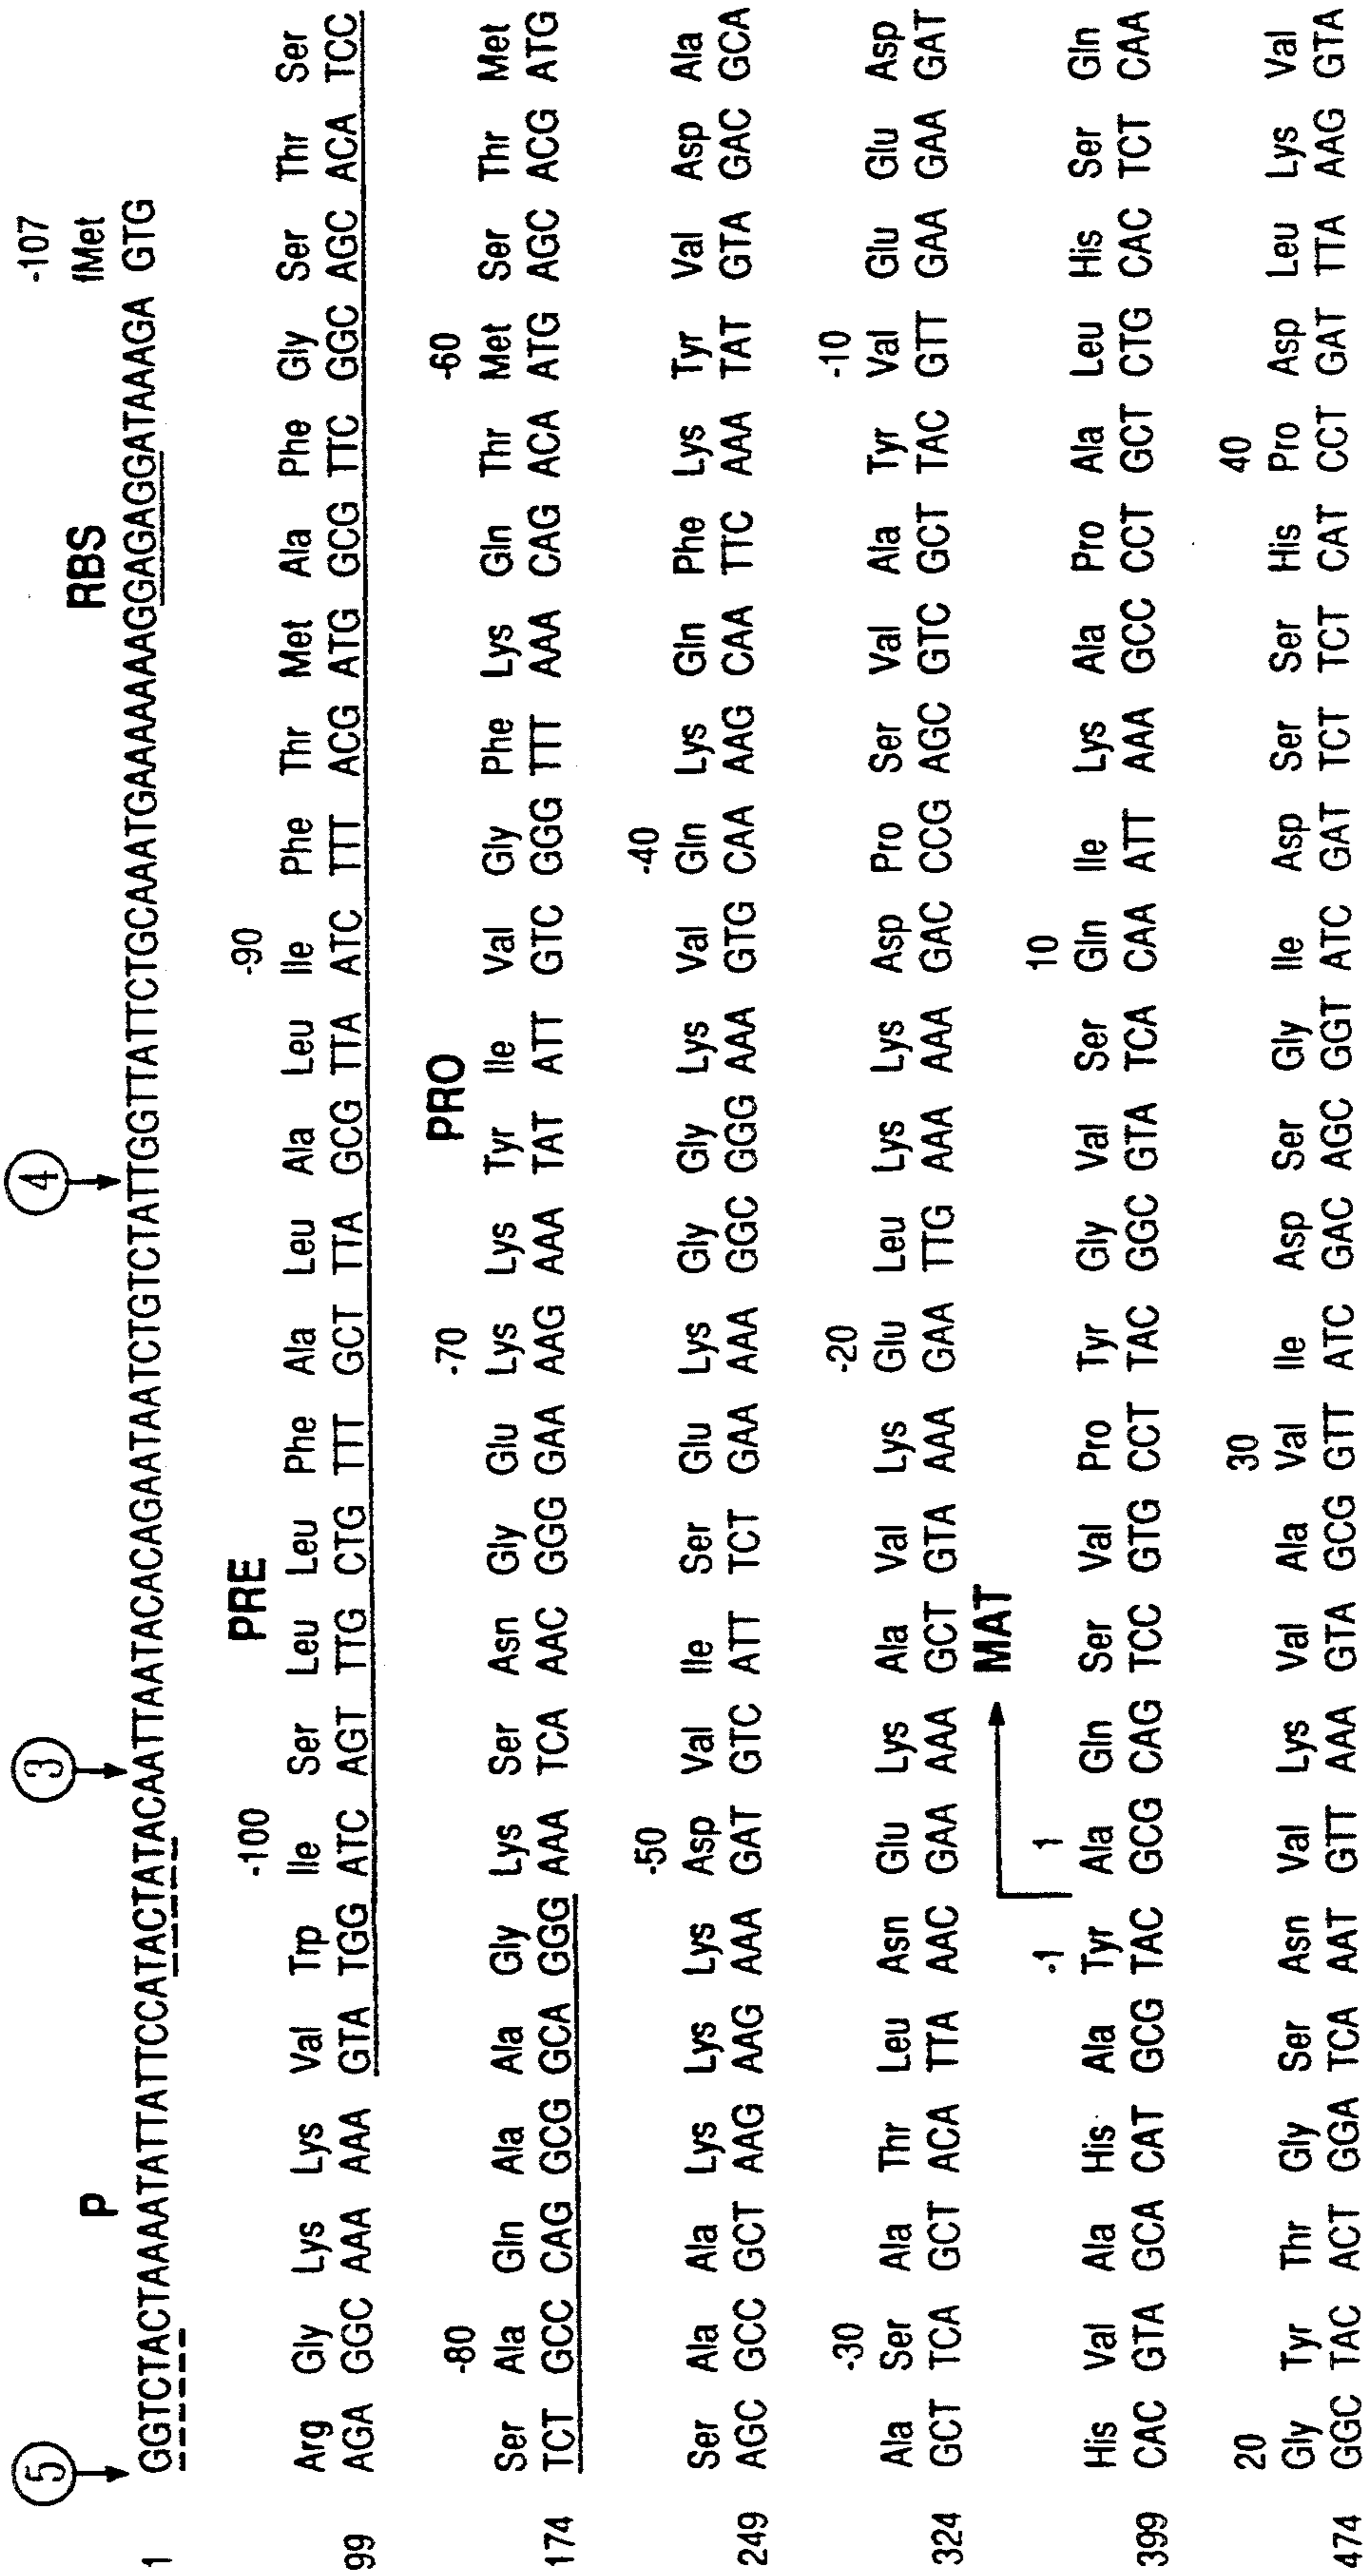 5 3 4
P RBS -107
fMet
1 GGTCTACTAAAATATTATTCCATACTATACAATTAATACACAGAATAATCTGTCTATTGGTTATTCTGCAAATGAAAAAAAGGAGAGGATAAAGA GTG
PRE
-100 -90
Arg Gly Lys Lys Val Trp Ile Ser Leu Leu Phe Ala Leu Ala Leu Ile Phe Thr Met Ala Phe Gly Ser Thr Ser
99 AGA GGC AAA AAA GTA TGG ATC AGT TTG CTG TTT GCT TTA GCG TTA ATC TTT ACG ATG GCG TTC GGC AGC ACA TCC
PRO
-80 -70 -60
Ser Ala Gln Ala Ala Gly Lys Ser Asn Gly Glu Lys Lys Tyr Ile Val Gly Phe Lys Gln Thr Met Ser Thr Met
174 TCT GCC CAG GCG GCA GGG AAA TCA AAC GGG GAA AAG AAA TAT ATT GTC GGG TTT AAA CAG ACA ATG AGC ACG ATG
-50 -40
Ser Ala Ala Lys Lys Lys Asp Val Ile Ser Glu Lys Gly Gly Lys Val Gln Lys Gln Phe Lys Tyr Val Asp Ala
249 AGC GCC GCT AAG AAG AAA GAT GTC ATT TCT GAA AAA GGC GGG AAA GTG CAA AAG CAA TTC AAA TAT GTA GAC GCA
-30 -20 -10
Ala Ser Ala Thr Leu Asn Glu Lys Ala Val Lys Glu Leu Lys Lys Asp Pro Ser Val Ala Tyr Val Glu Glu Asp
324 GCT TCA GCT ACA TTA AAC GAA AAA GCT GTA AAA GAA TTG AAA AAA GAC CCG AGC GTC GCT TAC GTT GAA GAA GAT
MAT
-1 1 10
His Val Ala His Ala Tyr Ala Gln Ser Val Pro Tyr Gly Val Ser Gln Ile Lys Ala Pro Ala Leu His Ser Gln
399 CAC GTA GCA CAT GCG TAC GCG CAG TCC GTG CCT TAC GGC GTA TCA CAA ATT AAA GCC CCT GCT CTG CAC TCT CAA
20 30 40
Gly Tyr Thr Gly Ser Asn Val Lys Val Ala Val Ile Asp Ser Gly Ile Asp Ser Ser His Pro Asp Leu Lys Val
474 GGC TAC ACT GGA TCA AAT GTT AAA GTA GCG GTT ATC GAC AGC GGT ATC GAT TCT TCT CAT CCT GAT TTA AAG GTA